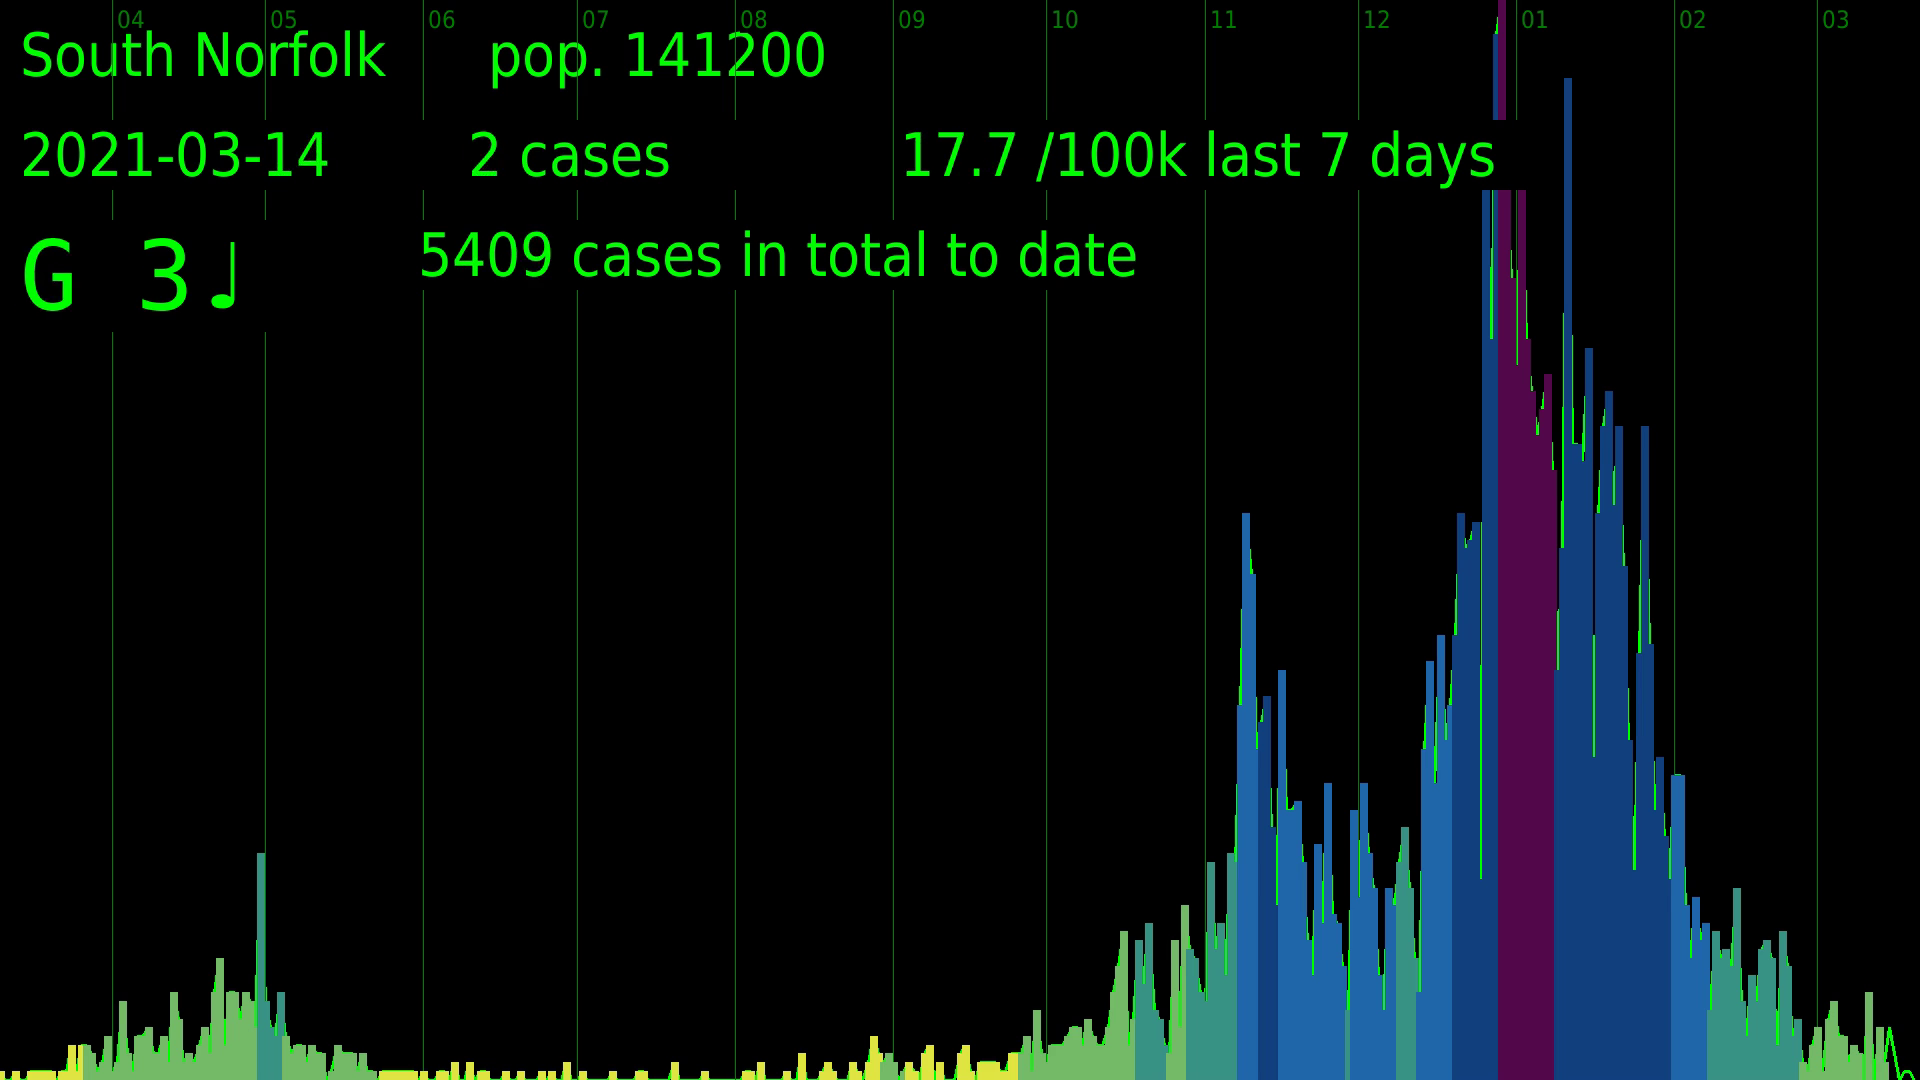 04 05 06 07 08 09 10 11 12 01 02 03
South Norfolk pop. 141200
2021-03-14 2 cases 17.7 /100k last 7 days
G 3♩ 5409 cases in total to date